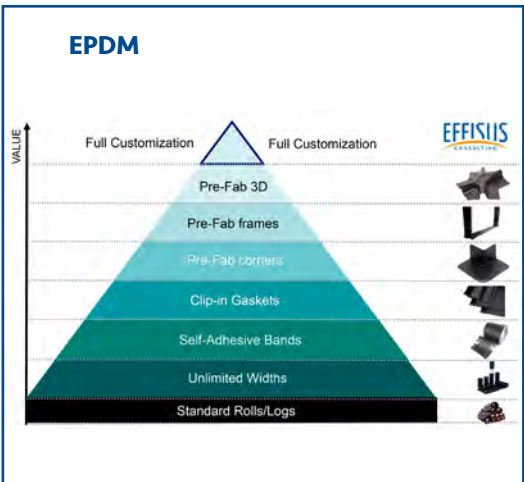 EPDM
VALUE
Full Customization
Full Customization
EFFISUS
CONSULTING
Pre-Fab 3D
Pre-Fab frames
Pre-Fab corners
Clip-in Gaskets
Self-Adhesive Bands
Unlimited Widths
Standard Rolls/Logs